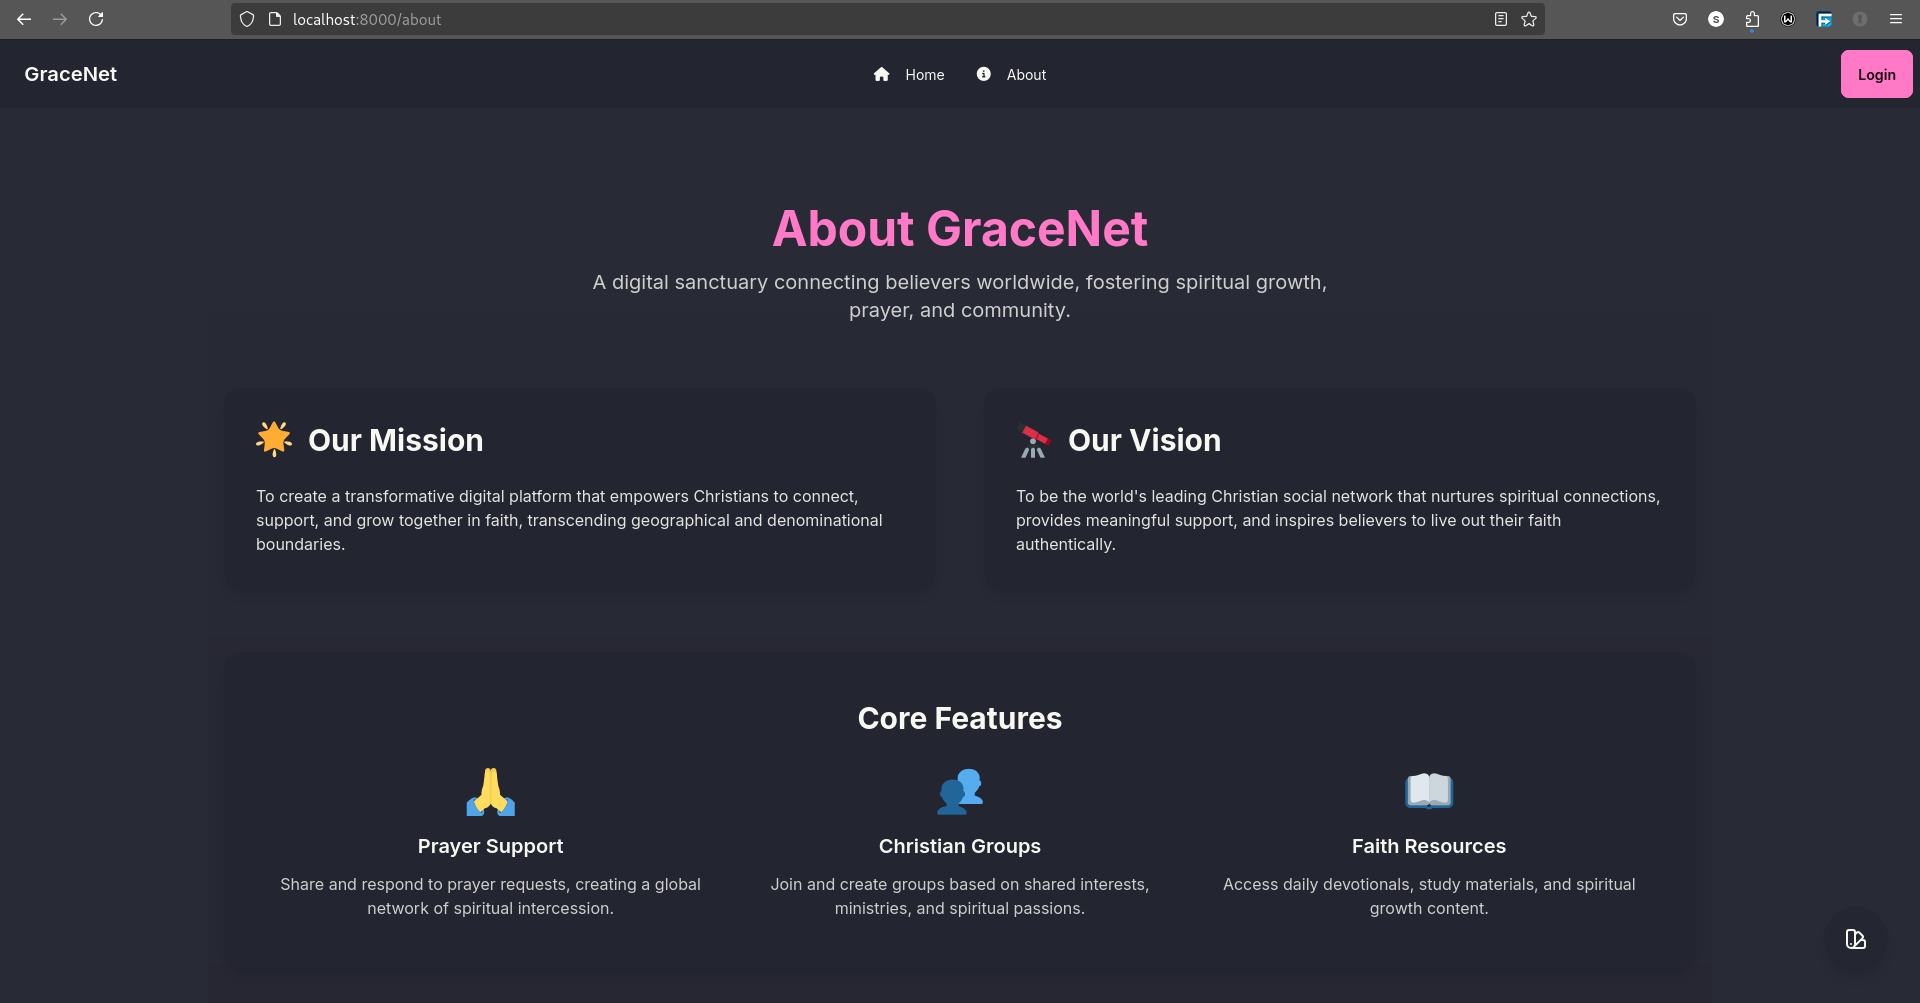 localhost:8000/about
GraceNet
Home
About
Login
About GraceNet
A digital sanctuary connecting believers worldwide, fostering spiritual growth,
prayer, and community.
Our Mission
To create a transformative digital platform that empowers Christians to connect,
support, and grow together in faith, transcending geographical and denominational
boundaries.
Our Vision
To be the world's leading Christian social network that nurtures spiritual connections,
provides meaningful support, and inspires believers to live out their faith
authentically.
Core Features
Prayer Support
Share and respond to prayer requests, creating a global
network of spiritual intercession.
Christian Groups
Join and create groups based on shared interests,
ministries, and spiritual passions.
Faith Resources
Access daily devotionals, study materials, and spiritual
growth content.